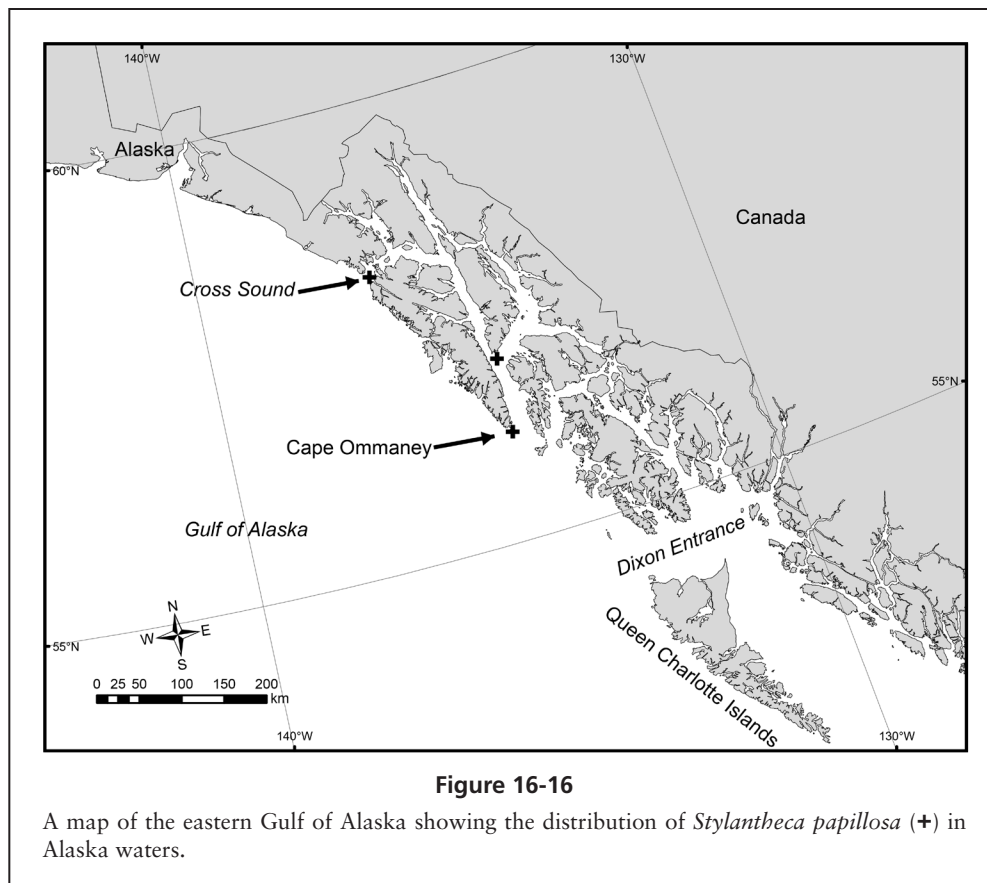 140°W
130°W
Alaska
60°N
Canada
Cross Sound
55°N
Cape Ommaney
Gulf of Alaska
Dixon Entrance
N
W E
S
55°N
Queen Charlotte Islands
0 25 50 100 150 200
km
140°W
130°W
Figure 16-16
A map of the eastern Gulf of Alaska showing the distribution of Stylantheca papillosa (+) in
Alaska waters.